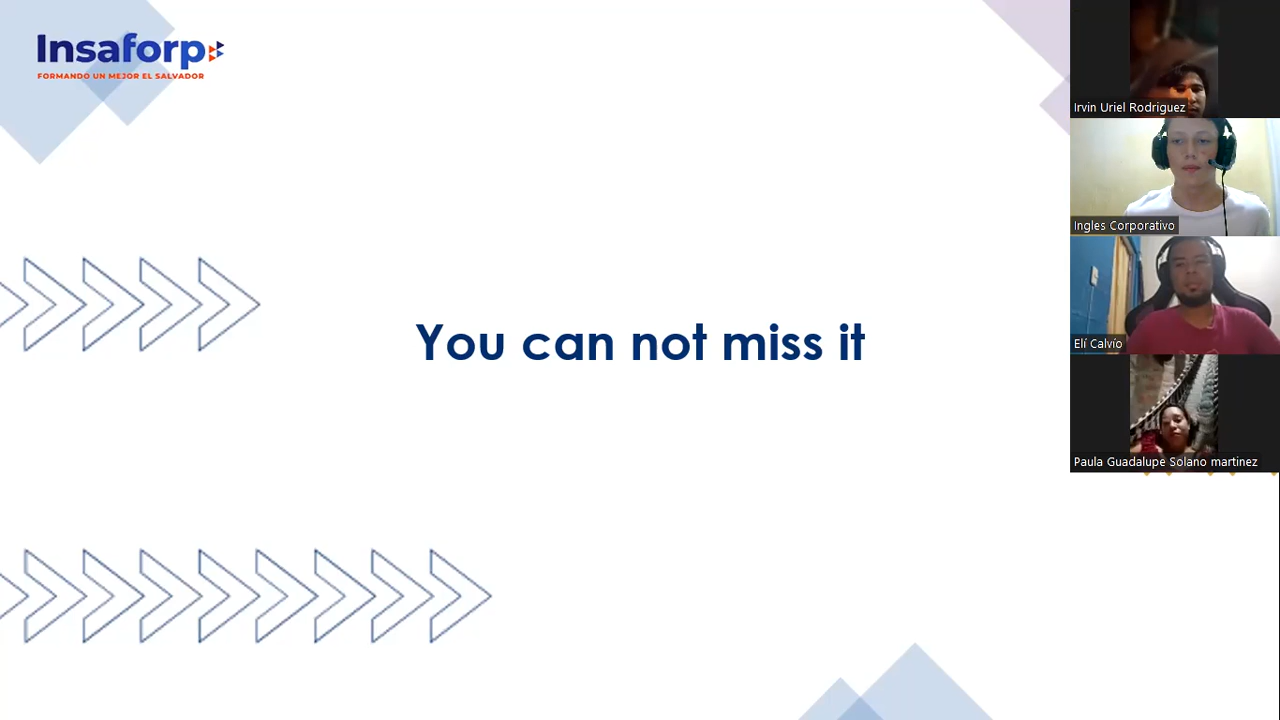 Insaforp
FORMANDO UN MEJOR EL SALVADOR
You can not miss it
Irvin Uriel Rodriguez
Ingles Corporativo
Elí Calvío
Paula Guadalupe Solano martinez